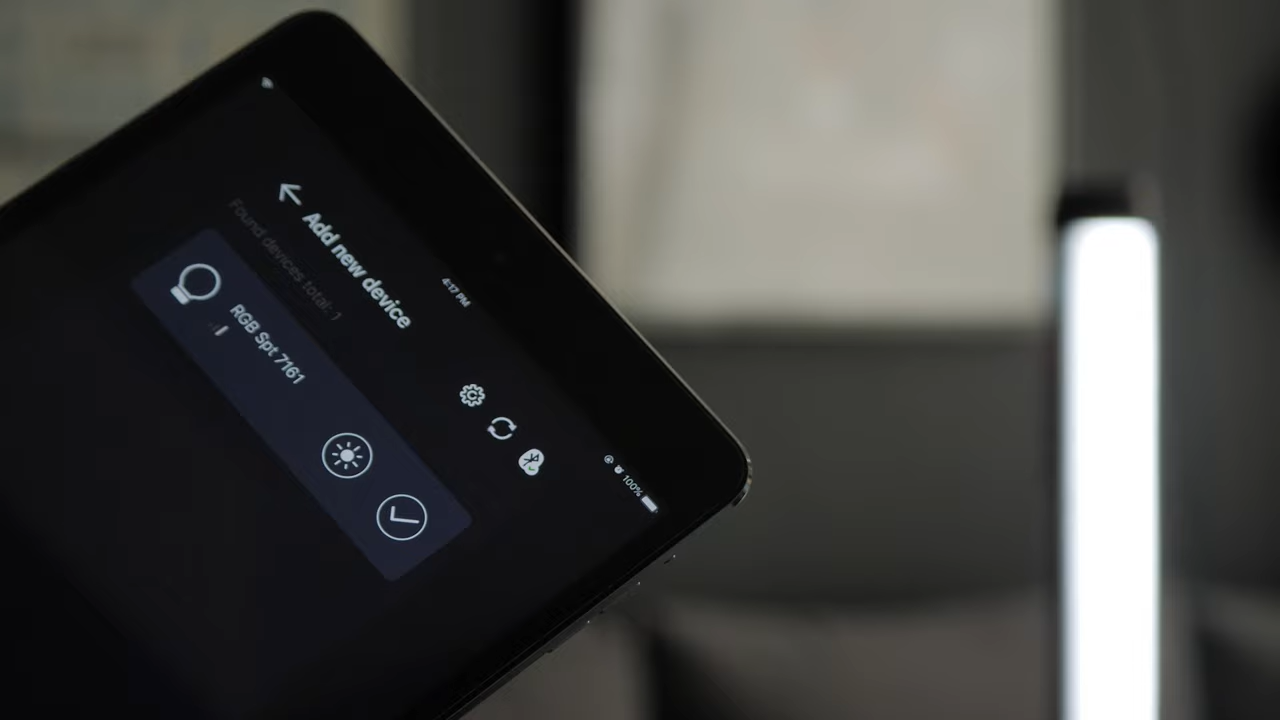 4:17 PM
100%
Add new device
Found devices total: 1
RGB Spt 7161